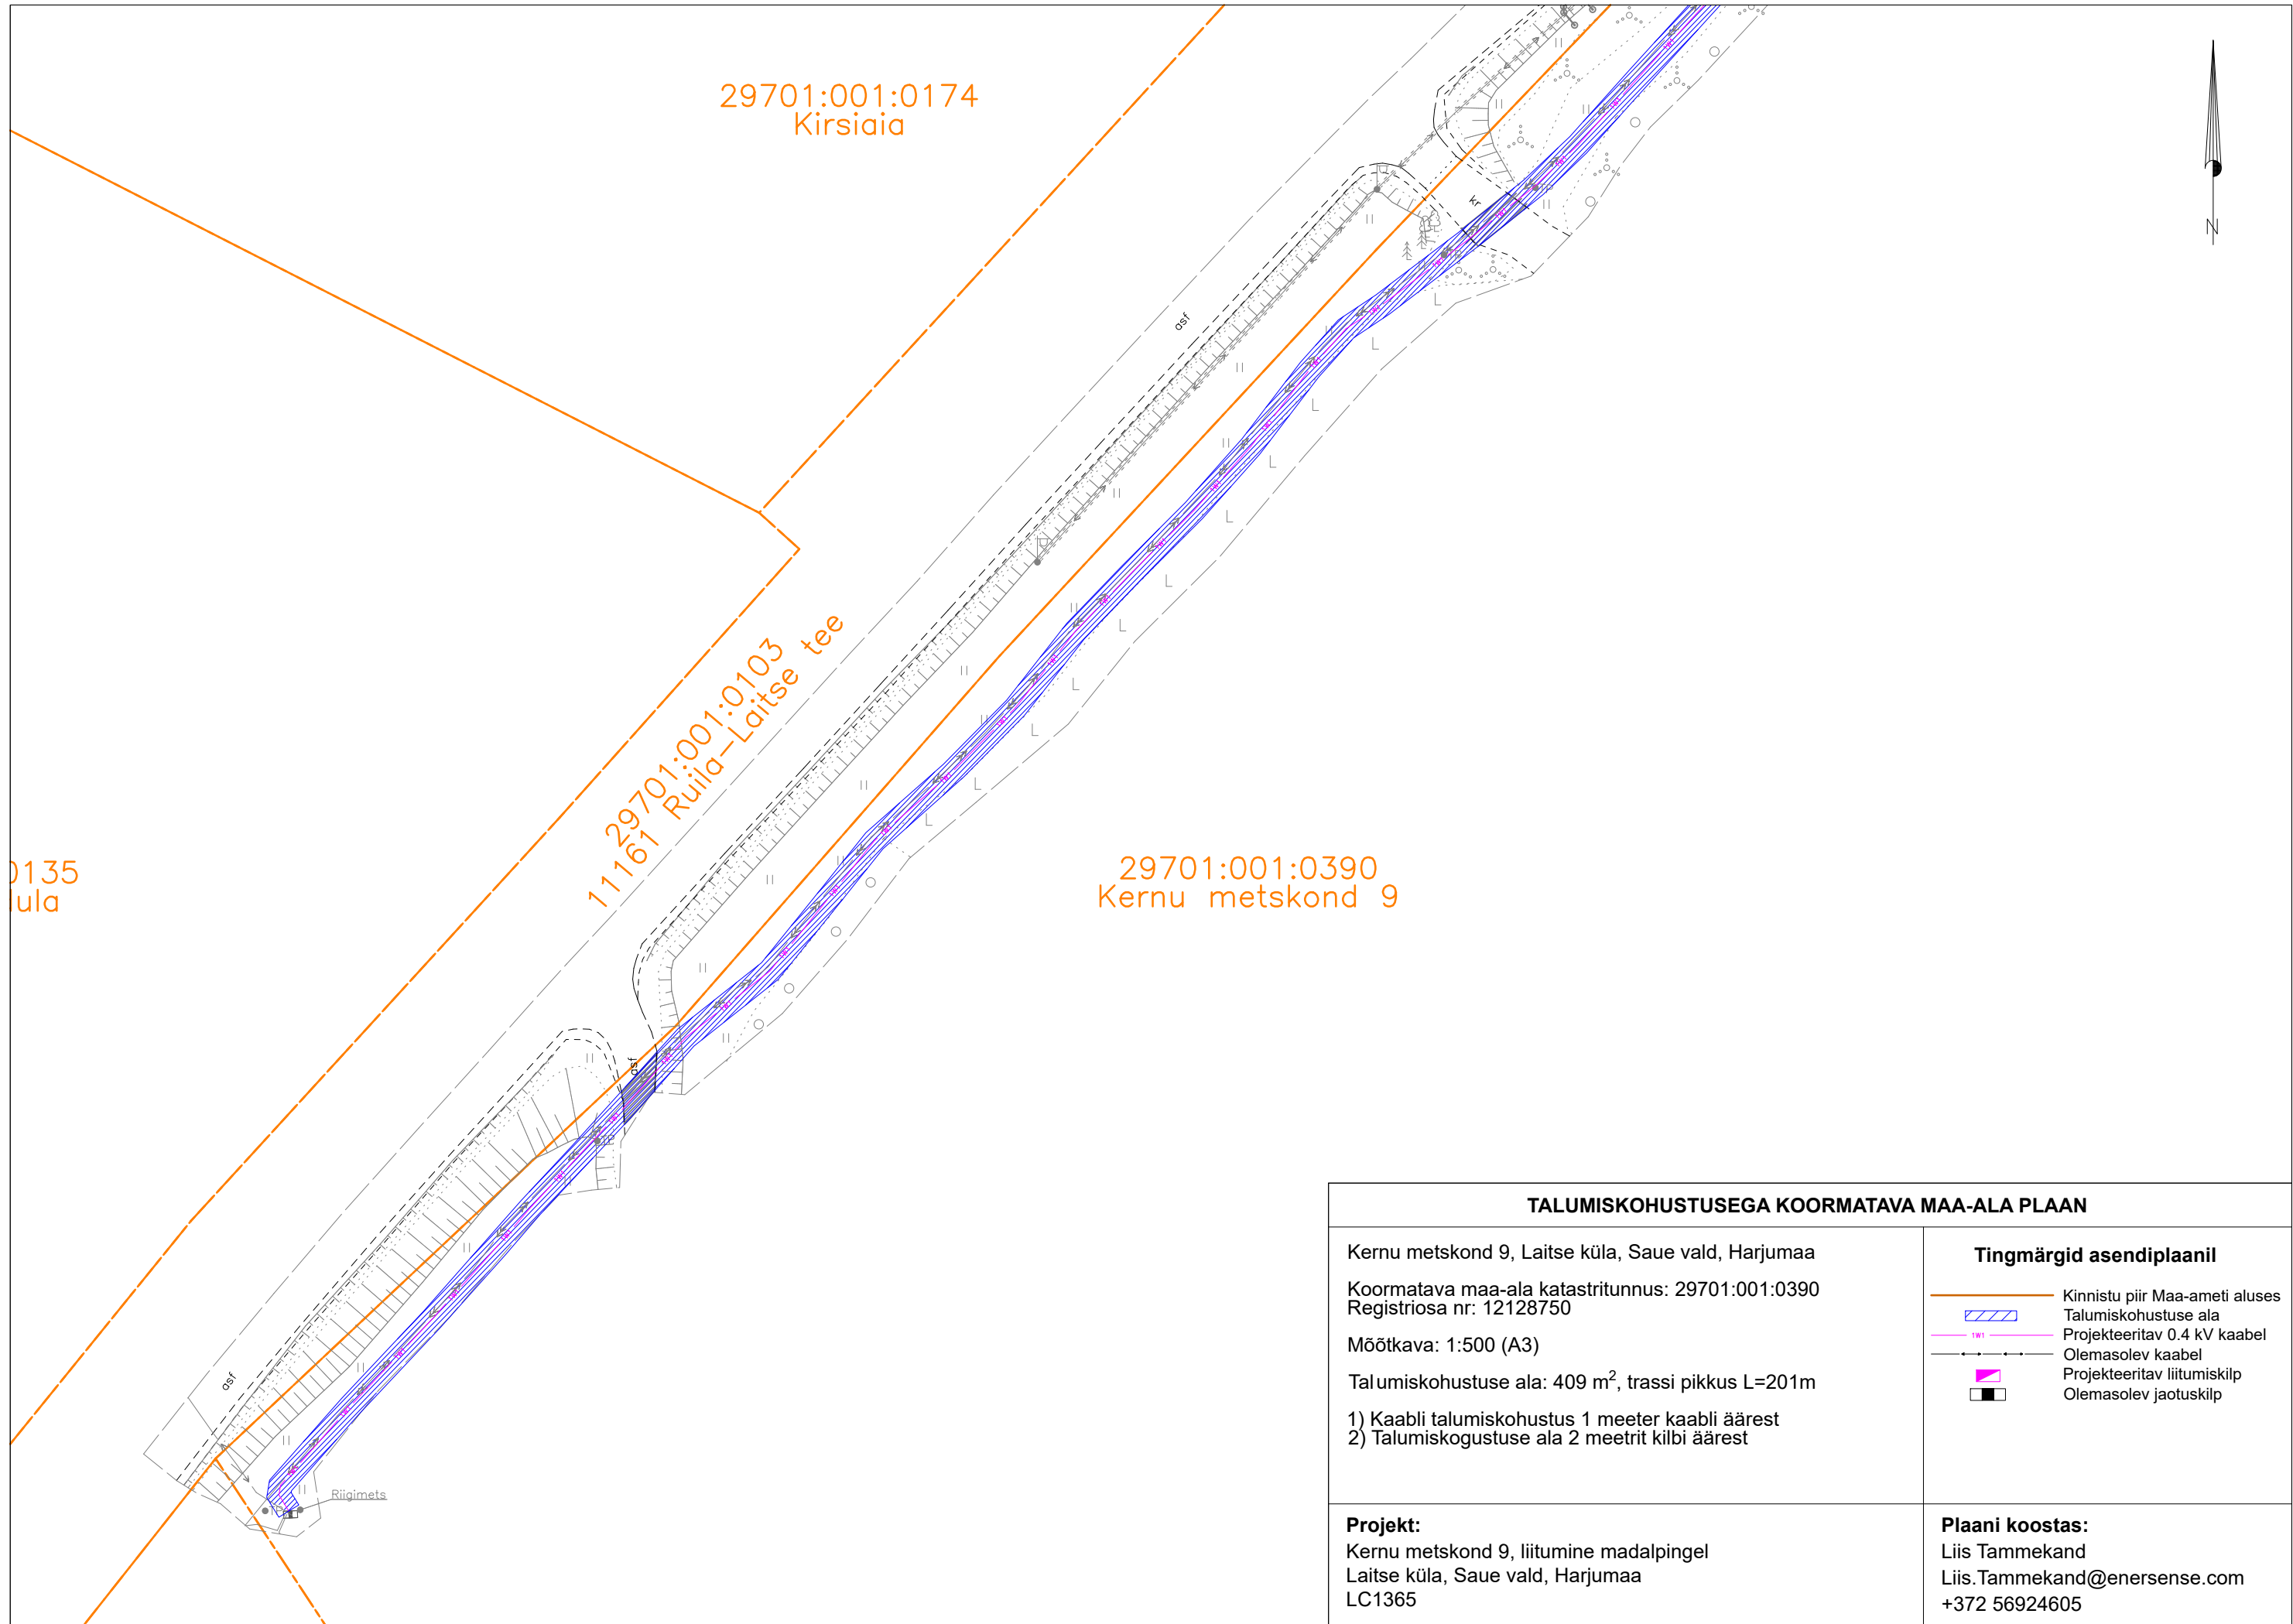 29701:001:0174
Kirsiaia
N
kr
asf
29701:001:0103
11161 Ruila-Laitse tee
0135
ula
29701:001:0390
Kernu metskond 9
asf
asf
Riigimets
TALUMISKOHUSTUSEGA KOORMATAVA MAA-ALA PLAAN
Kernu metskond 9, Laitse küla, Saue vald, Harjumaa
Koormatava maa-ala katastritunnus: 29701:001:0390
Registriosa nr: 12128750
Mõõtkava: 1:500 (A3)
Talumiskohustuse ala: 409 m², trassi pikkus L=201m
1) Kaabli talumiskohustus 1 meeter kaabli äärest
2) Talumiskogustuse ala 2 meetrit kilbi äärest
Tingmärgid asendiplaanil
Kinnistu piir Maa-ameti aluses
Talumiskohustuse ala
1W1 Projekteeritav 0.4 kV kaabel
Olemasolev kaabel
Projekteeritav liitumiskilp
Olemasolev jaotuskilp
Projekt:
Kernu metskond 9, liitumine madalpingel
Laitse küla, Saue vald, Harjumaa
LC1365
Plaani koostas:
Liis Tammekand
Liis.Tammekand@enersense.com
+372 56924605